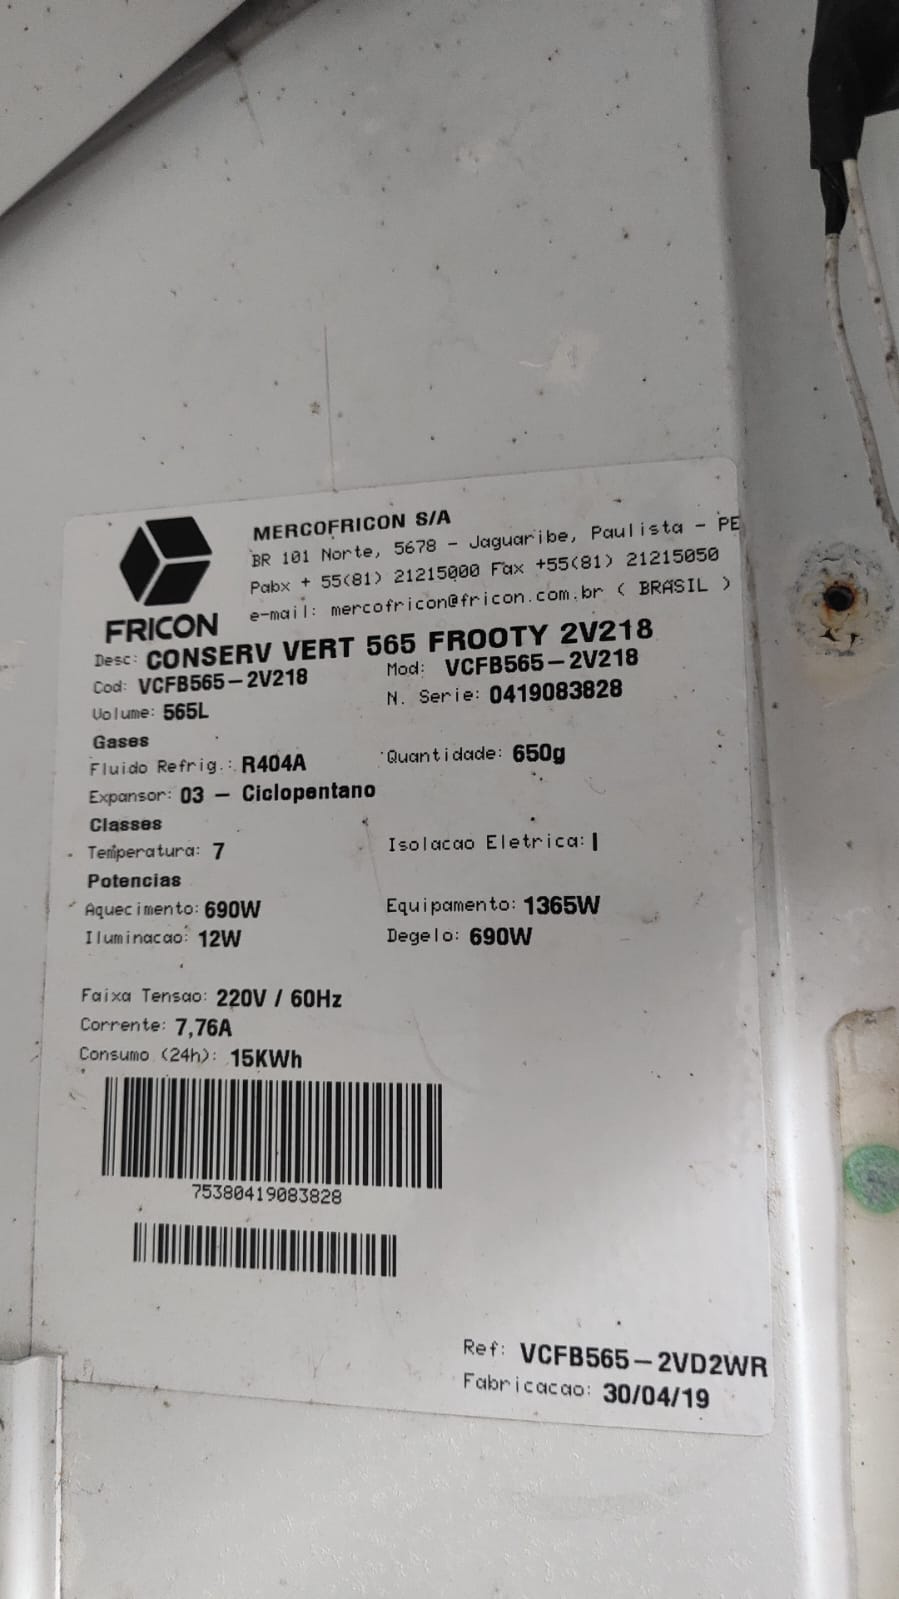 MERCOFRICON S/A
BR 101 Norte, 5678 - Jaguaribe, Paulista - PE
Pabx + 55(81) 21215000 Fax +55(81) 21215050
e-mail: mercofricon@fricon.com.br ( BRASIL )
FRICON
Desc: CONSERV VERT 565 FROOTY 2V218
Cod: VCFB565-2V218 Mod: VCFB565-2V218
Volume: 565L N. Serie: 0419083828
Gases
Fluido Refrig.: R404A Quantidade: 650g
Expansor: 03 - Ciclopentano
Classes
Temperatura: 7 Isolacao Eletrica: I
Potencias
Aquecimento: 690W Equipamento: 1365W
Iluminacao: 12W Degelo: 690W
Faixa Tensao: 220V / 60Hz
Corrente: 7,76A
Consumo (24h): 15KWh
75380419083828
Ref: VCFB565-2VD2WR
Fabricacao: 30/04/19